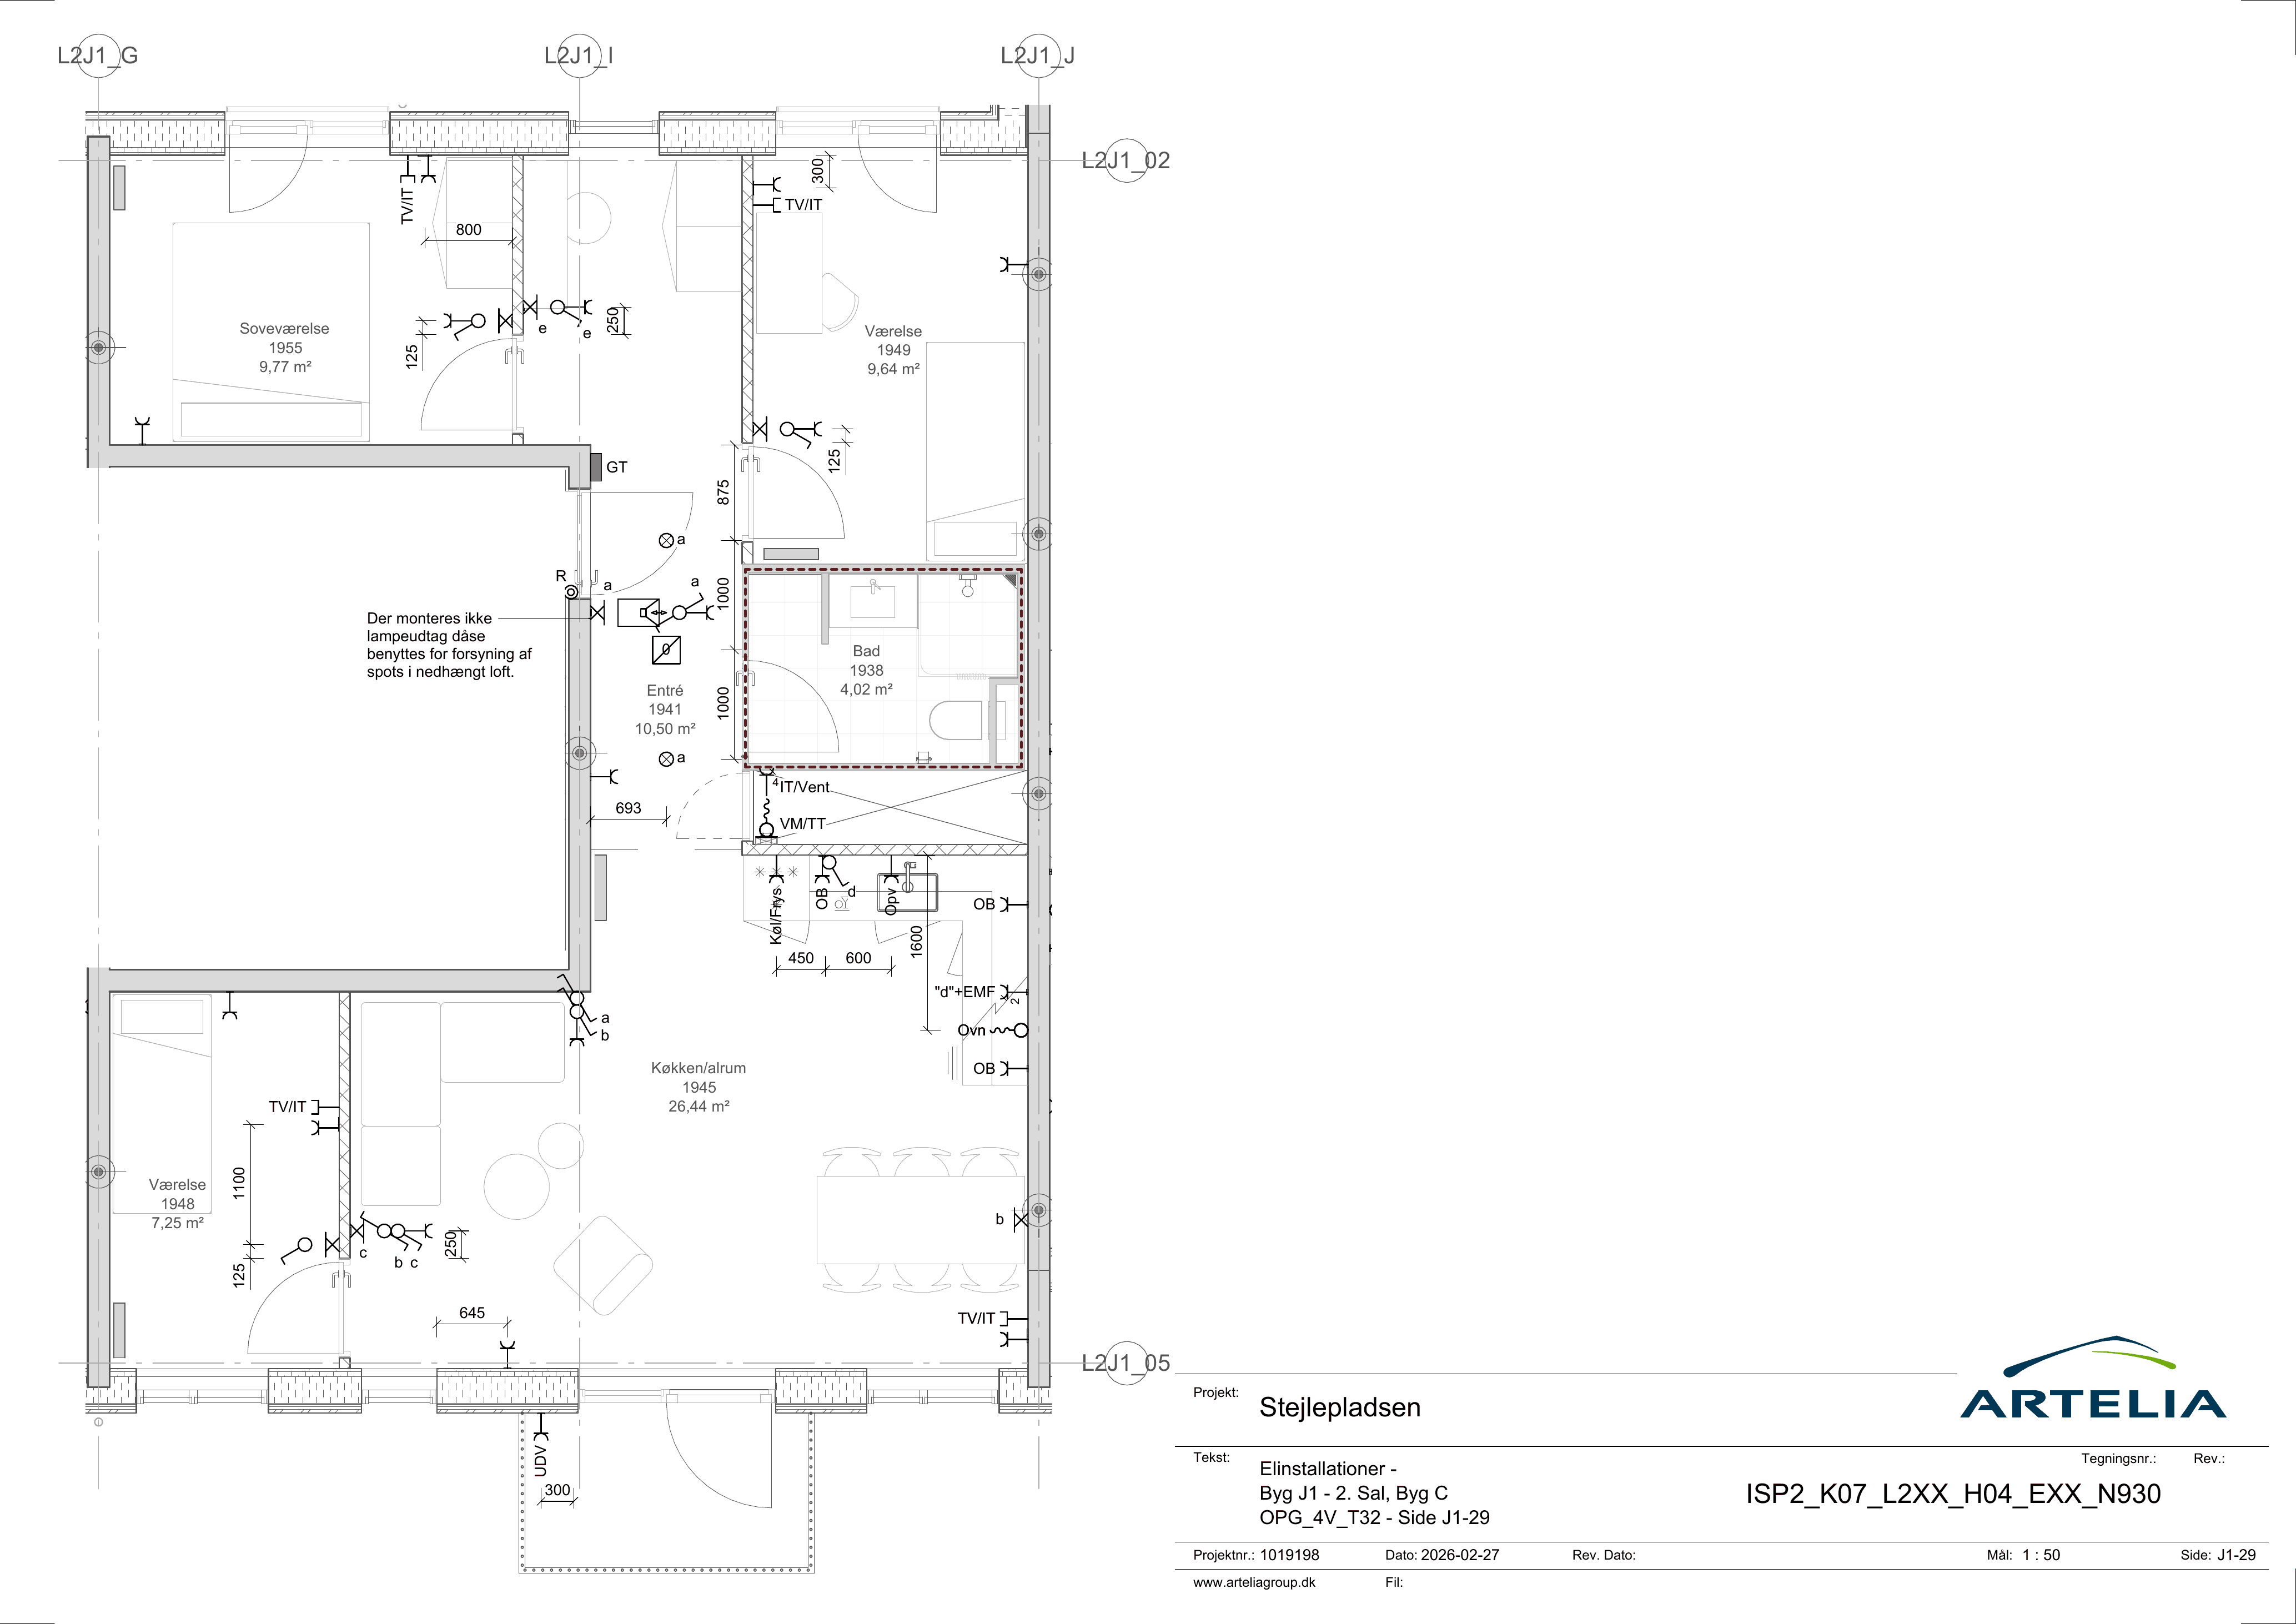 L2J1_G
L2J1_I
L2J1_J
L2J1_02
TV/IT
800
300
TV/IT
Soveværelse
1955
9,77 m²
125
e
e
250
Værelse
1949
9,64 m²
125
GT
875
a
R
a
a
1000
Der monteres ikke
lampeudtag dåse
benyttes for forsyning af
spots i nedhængt loft.
0
Bad
1938
4,02 m²
Entré
1941
10,50 m²
1000
a
4
IT/Vent
693
VM/TT
Køl/Frys
OB
d
Opv
OB
450
600
1600
"d"+EMF
2
Ovn
OB
a
b
Køkken/alrum
1945
26,44 m²
TV/IT
1100
Værelse
1948
7,25 m²
c
b c
250
125
b
645
TV/IT
L2J1_05
UDV
300
Projekt:
Stejlepladsen
ARTELIA
Tekst:
Elinstallationer -
Byg J1 - 2. Sal, Byg C
OPG_4V_T32 - Side J1-29
Tegningsnr.:
Rev.:
ISP2_K07_L2XX_H04_EXX_N930
Projektnr.: 1019198
Dato: 2026-02-27
Rev. Dato:
Mål: 1 : 50
Side: J1-29
www.arteliagroup.dk
Fil: